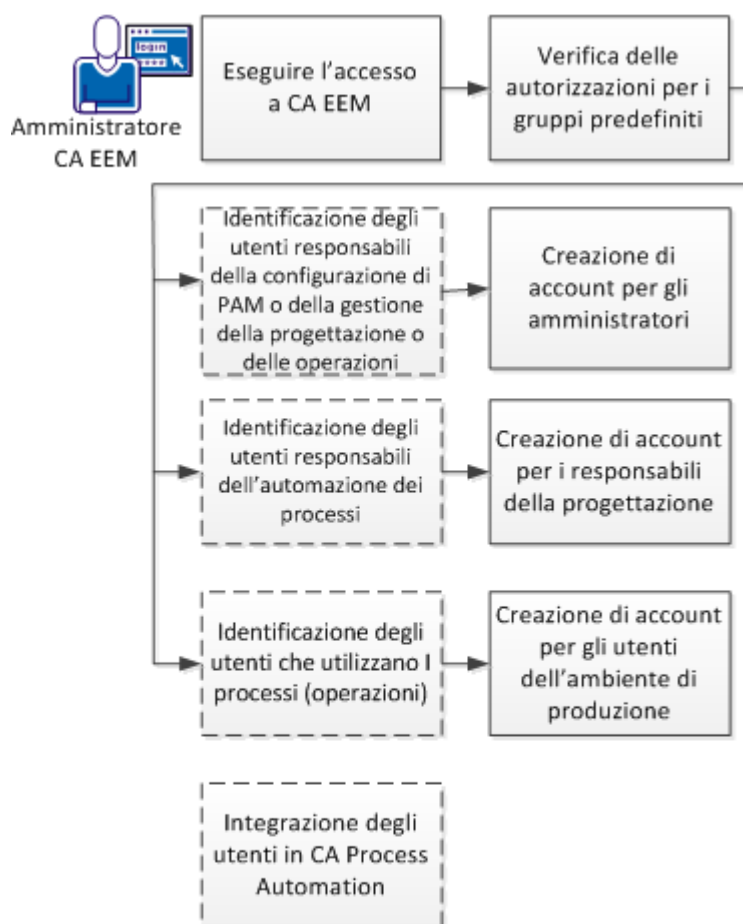 login
Amministratore
CA EEM
Eseguire l'accesso
a CA EEM
Verifica delle
autorizzazioni per i
gruppi predefiniti
Identificazione degli
utenti responsabili
della configurazione di
PAM o della gestione
della progettazione o
delle operazioni
Creazione di
account per gli
amministratori
Identificazione degli
utenti responsabili
dell'automazione dei
processi
Creazione di account
per i responsabili
della progettazione
Identificazione degli
utenti che utilizzano I
processi (operazioni)
Creazione di account
per gli utenti
dell'ambiente di
produzione
Integrazione degli
utenti in CA Process
Automation